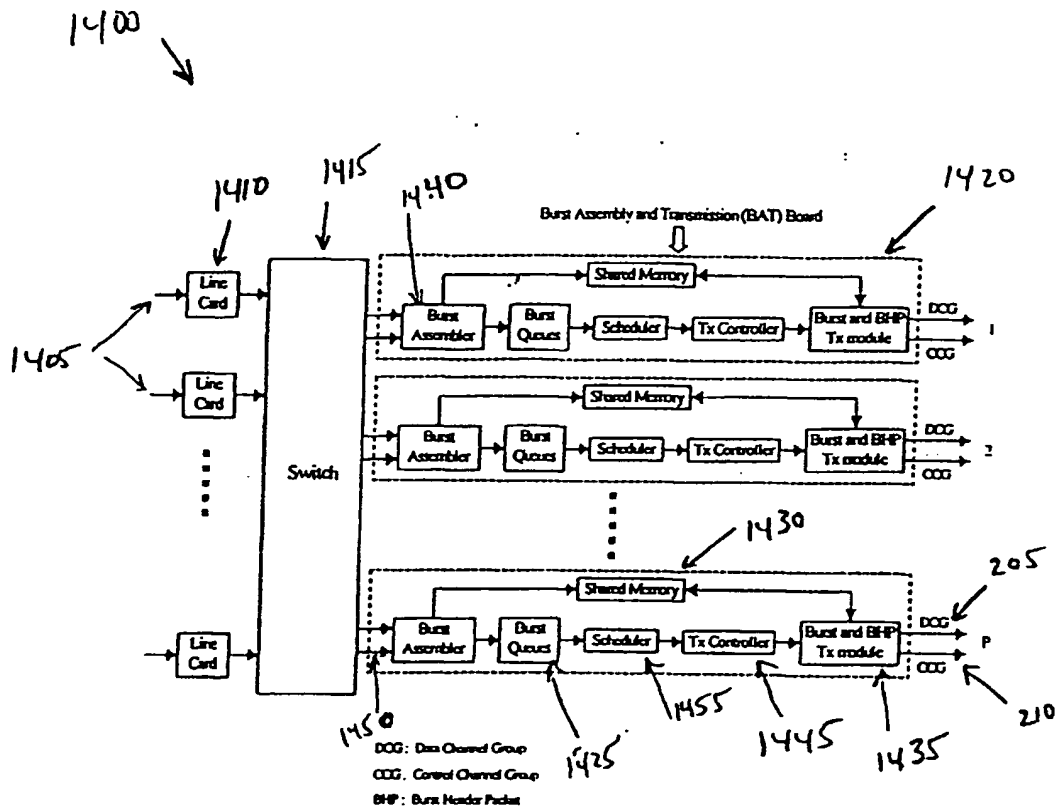 1400
1410
1415
1440
1420
Burst Assembly and Transmission (BAT) Board
Line Card
Shared Memory
Burst Assembler
Burst Queues
Scheduler
Tx Controller
Burst and BHP Tx module
DCG
1
CCG
1405
Line Card
Shared Memory
Burst Assembler
Burst Queues
Scheduler
Tx Controller
Burst and BHP Tx module
DCG
2
CCG
Switch
1430
205
Line Card
Shared Memory
Burst Assembler
Burst Queues
Scheduler
Tx Controller
Burst and BHP Tx module
DCG
P
CCG
1450
1425
1455
1445
1435
210
DCG: Data Channel Group
CCG. Control Channel Group
BHP: Burst Header Packet